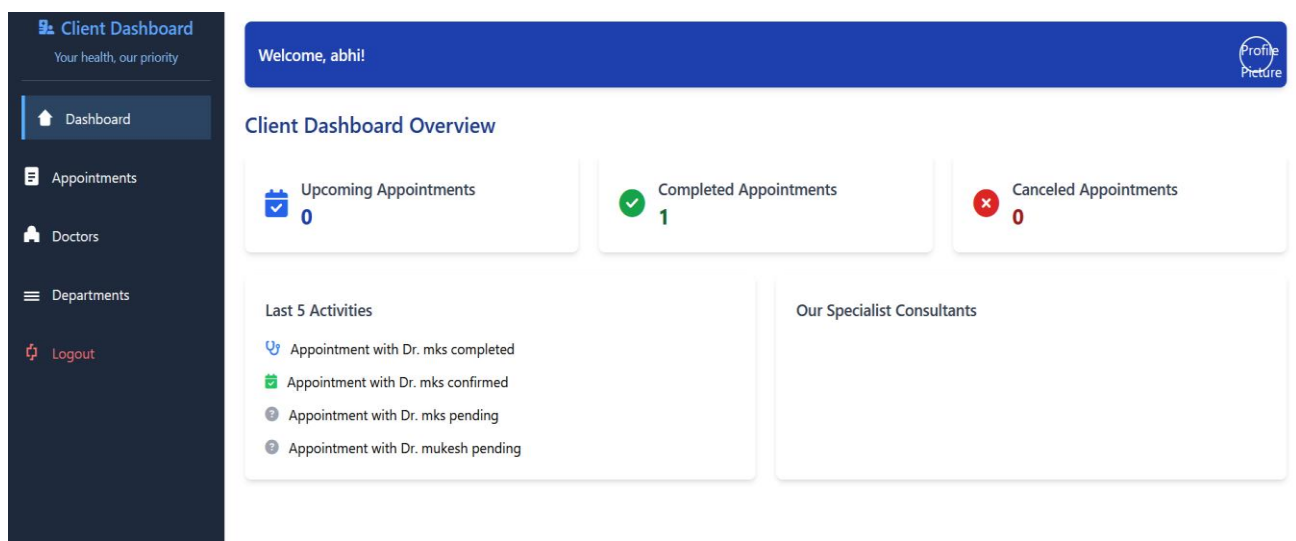 Client Dashboard
Your health, our priority
Dashboard
Appointments
Doctors
Departments
Logout
Welcome, abhi!
Profile
Picture
Client Dashboard Overview
Upcoming Appointments
0
Completed Appointments
1
Canceled Appointments
0
Last 5 Activities
Appointment with Dr. mks completed
Appointment with Dr. mks confirmed
Appointment with Dr. mks pending
Appointment with Dr. mukesh pending
Our Specialist Consultants